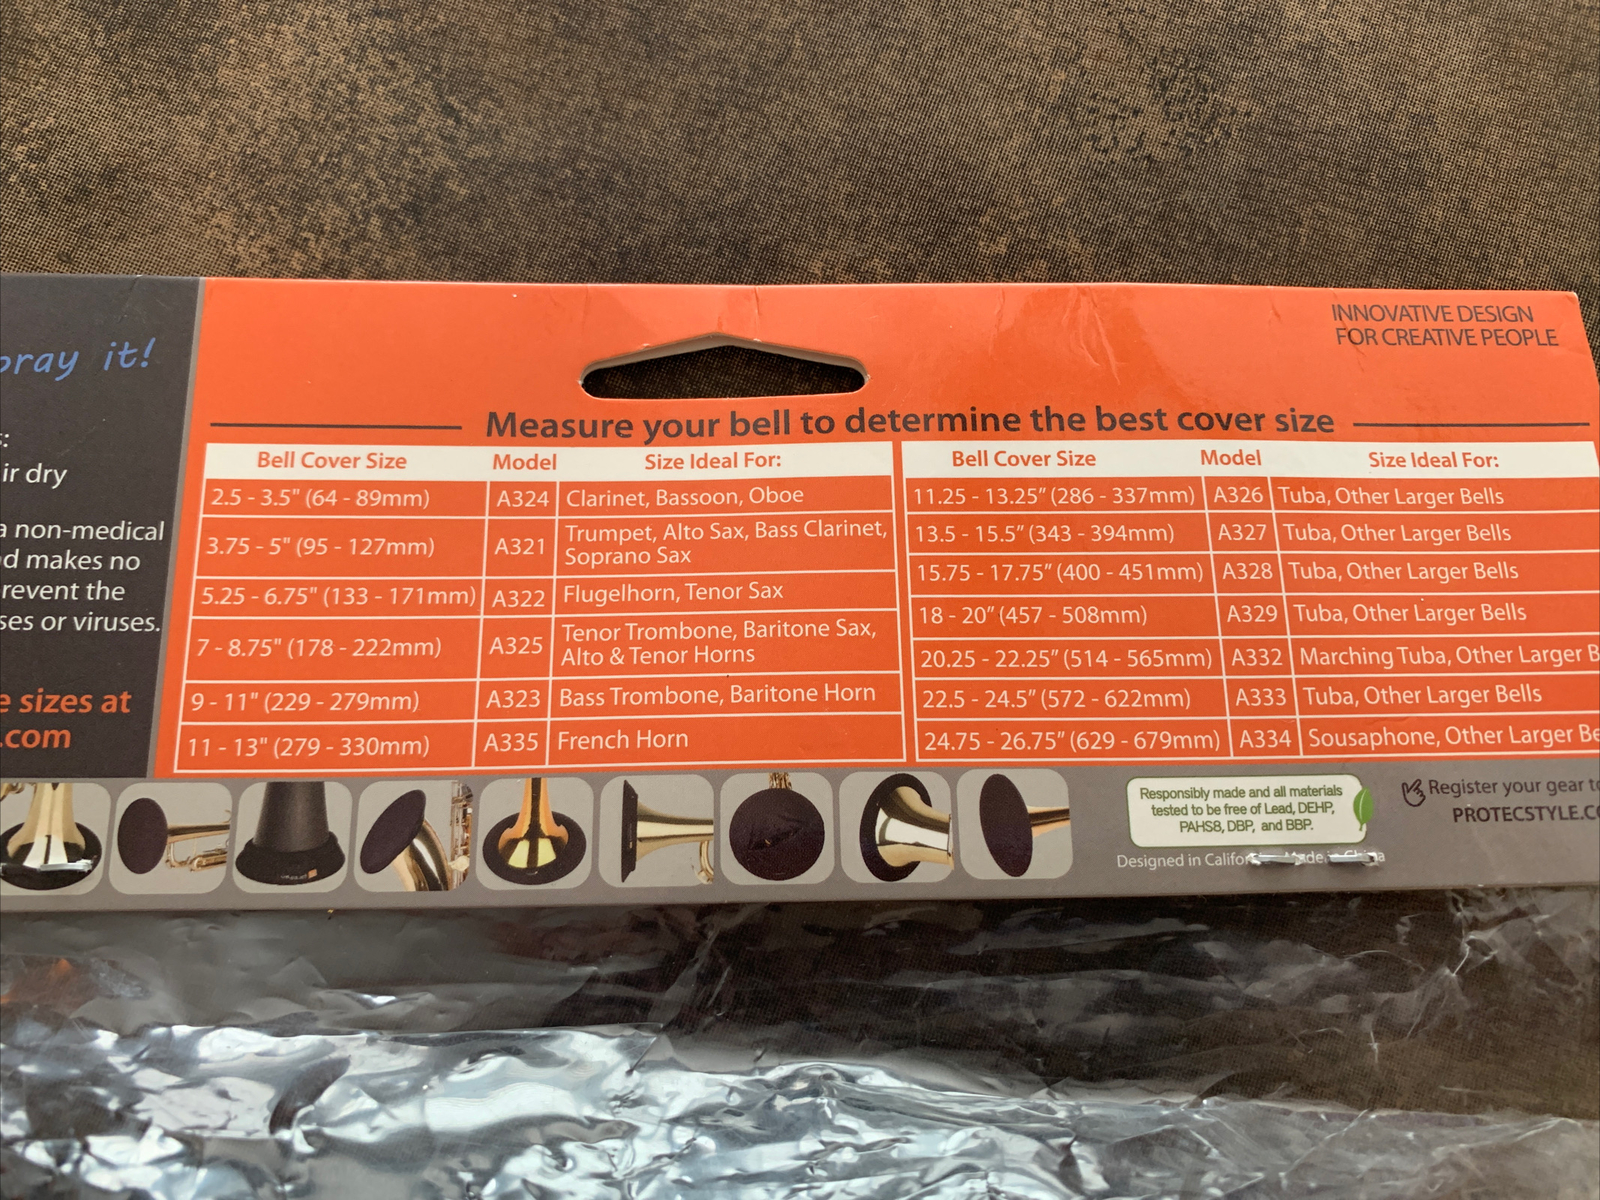 pray it!
s:
ir dry
a non-medical
nd makes no
revent the
ses or viruses.
e sizes at
.com
INNOVATIVE DESIGN
FOR CREATIVE PEOPLE
Measure your bell to determine the best cover size
Bell Cover Size Model Size Ideal For:
2.5 - 3.5" (64 - 89mm) A324 Clarinet, Bassoon, Oboe
3.75 - 5" (95 - 127mm) A321 Trumpet, Alto Sax, Bass Clarinet,
Soprano Sax
5.25 - 6.75" (133 - 171mm) A322 Flugelhorn, Tenor Sax
7 - 8.75" (178 - 222mm) A325 Tenor Trombone, Baritone Sax,
Alto & Tenor Horns
9 - 11" (229 - 279mm) A323 Bass Trombone, Baritone Horn
11 - 13" (279 - 330mm) A335 French Horn
Bell Cover Size Model Size Ideal For:
11.25 - 13.25" (286 - 337mm) A326 Tuba, Other Larger Bells
13.5 - 15.5" (343 - 394mm) A327 Tuba, Other Larger Bells
15.75 - 17.75" (400 - 451mm) A328 Tuba, Other Larger Bells
18 - 20" (457 - 508mm) A329 Tuba, Other Larger Bells
20.25 - 22.25" (514 - 565mm) A332 Marching Tuba, Other Larger B
22.5 - 24.5" (572 - 622mm) A333 Tuba, Other Larger Bells
24.75 - 26.75" (629 - 679mm) A334 Sousaphone, Other Larger Be
Responsibly made and all materials
tested to be free of Lead, DEHP,
PAHS8, DBP, and BBP.
Designed in Califor Made in China
Register your gear to
PROTECSTYLE.CO